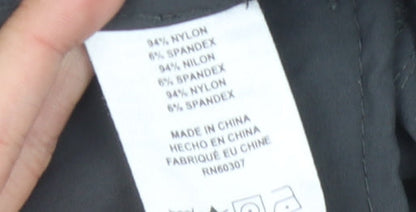 94% NYLON
6% SPANDEX
94% NILON
6% SPANDEX
94% NYLON
6% SPANDEX
MADE IN CHINA
HECHO EN CHINA
FABRIQUÉ EU CHINE
RN60307